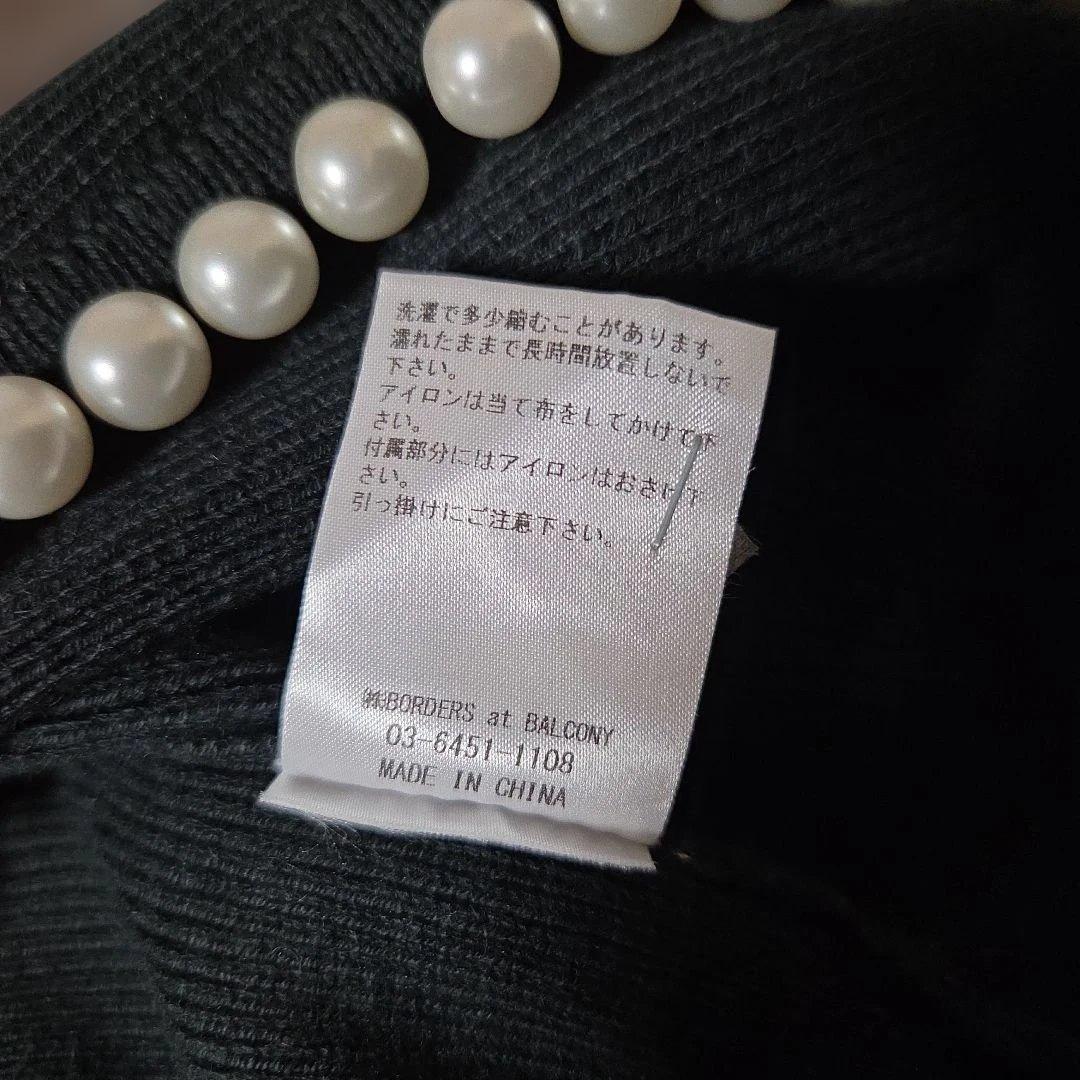 洗濯で多少縮むことがあります。
濡れたままで長時間放置しないで
下さい。
アイロンは当て布をしてかけて下
さい。
付属部分にはアイロンはおさけ下
さい。
引っ掛けにご注意下さい。
㈱BORDERS at BALCONY
03-6451-1108
MADE IN CHINA